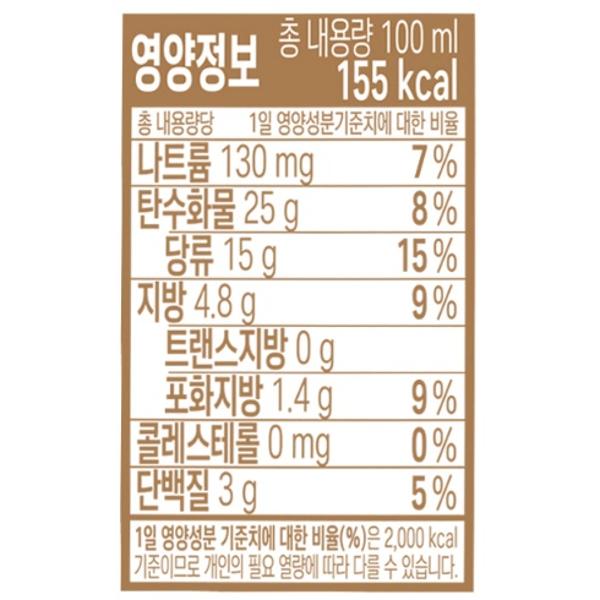 영양정보 총 내용량 100 ml
155 kcal
총 내용량당 1일 영양성분기준치에 대한 비율
나트륨 130 mg 7 %
탄수화물 25 g 8 %
당류 15 g 15 %
지방 4.8 g 9 %
트랜스지방 0 g
포화지방 1.4 g 9 %
콜레스테롤 0 mg 0 %
단백질 3 g 5 %
1일 영양성분 기준치에 대한 비율(%)은 2,000 kcal
기준이므로 개인의 필요 열량에 따라 다를 수 있습니다.